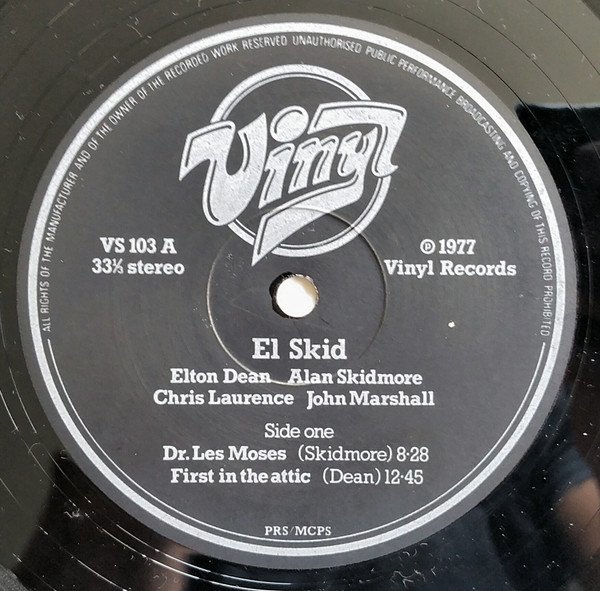 ALL RIGHTS OF THE MANUFACTURER AND OF THE OWNER OF THE RECORDED WORK RESERVED UNAUTHORISED PUBLIC PERFORMANCE BROADCASTING AND COPYING OF THIS RECORD PROHIBITED
Vinyl
VS 103 A
33⅓ stereo
℗ 1977
Vinyl Records
El Skid
Elton Dean Alan Skidmore
Chris Laurence John Marshall
Side one
Dr. Les Moses (Skidmore) 8·28
First in the attic (Dean) 12·45
PRS/MCPS